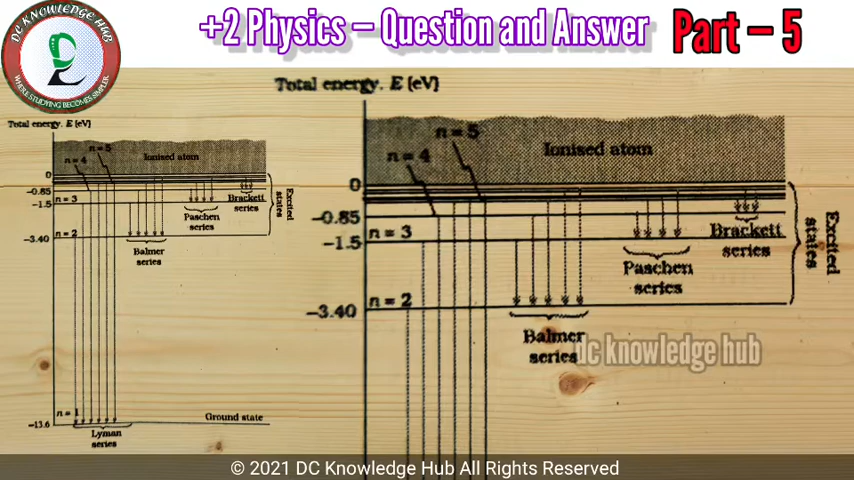 DC KNOWLEDGE HUB
WHERE STUDYING BECOMES SIMPLER
+2 Physics – Question and Answer
Part – 5
Total energy. E (eV)
n = 5
n = 4
Ionised atom
0
-0.85
n = 3
-1.5
Brackett
series
Paschen
series
Excited
states
n = 2
-3.40
Balmer
series
n = 1
Ground state
-13.6
Lyman
series
Total energy. E (eV)
n = 5
n = 4
Ionised atom
0
-0.85
n = 3
-1.5
Brackett
series
Paschen
series
Excited
states
n = 2
-3.40
Balmer
series
Dc knowledge hub
© 2021 DC Knowledge Hub All Rights Reserved